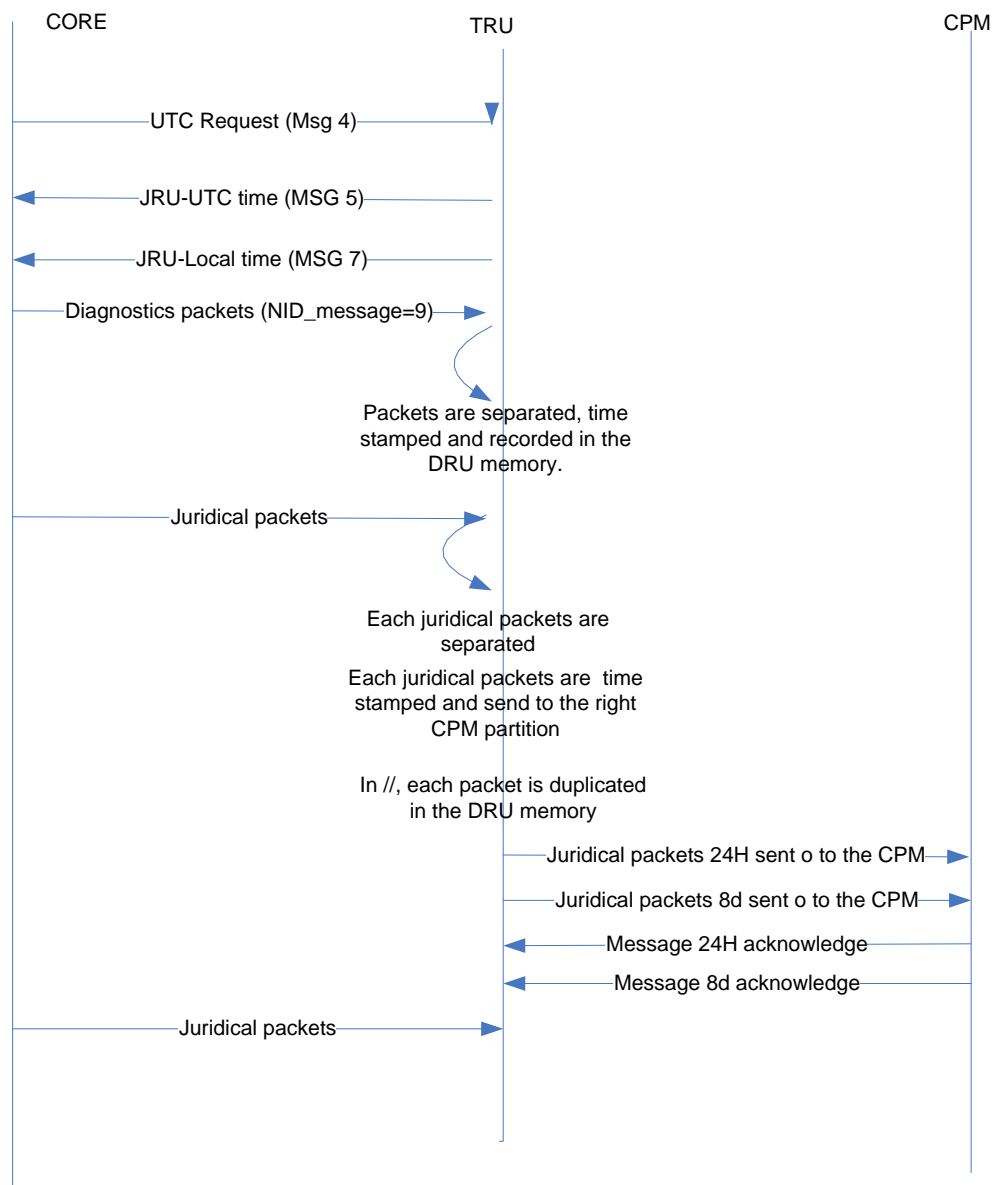 CORE
TRU
CPM
UTC Request (Msg 4)
JRU-UTC time (MSG 5)
JRU-Local time (MSG 7)
Diagnostics packets (NID_message=9)
Packets are separated, time
stamped and recorded in the
DRU memory.
Juridical packets
Each juridical packets are
separated
Each juridical packets are  time
stamped and send to the right
CPM partition
In //, each packet is duplicated
in the DRU memory
Juridical packets 24H sent o to the CPM
Juridical packets 8d sent o to the CPM
Message 24H acknowledge
Message 8d acknowledge
Juridical packets